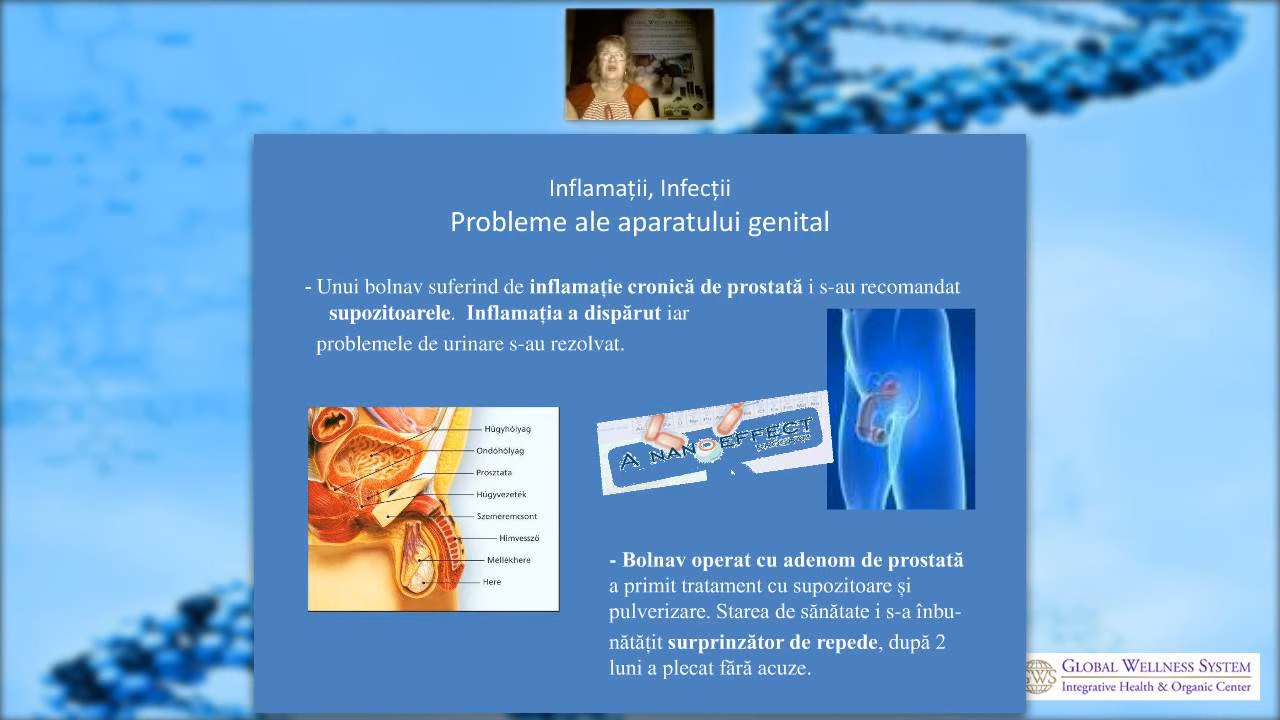 Inflamații, Infecții
Probleme ale aparatului genital
- Unui bolnav suferind de inflamație cronică de prostată i s-au recomandat
supozitoarele. Inflamația a dispărut iar
problemele de urinare s-au rezolvat.
Húgyhólyag
Ondóhólyag
Prosztata
Húgyvezeték
Szeméremcsont
Hímvessző
Mellékhere
Here
A NANOEFFECT
- Bolnav operat cu adenom de prostată
a primit tratament cu supozitoare și
pulverizare. Starea de sănătate i s-a înbu-
nătățit surprinzător de repede, după 2
luni a plecat fără acuze.
GWS
GLOBAL WELLNESS SYSTEM
Integrative Health & Organic Center